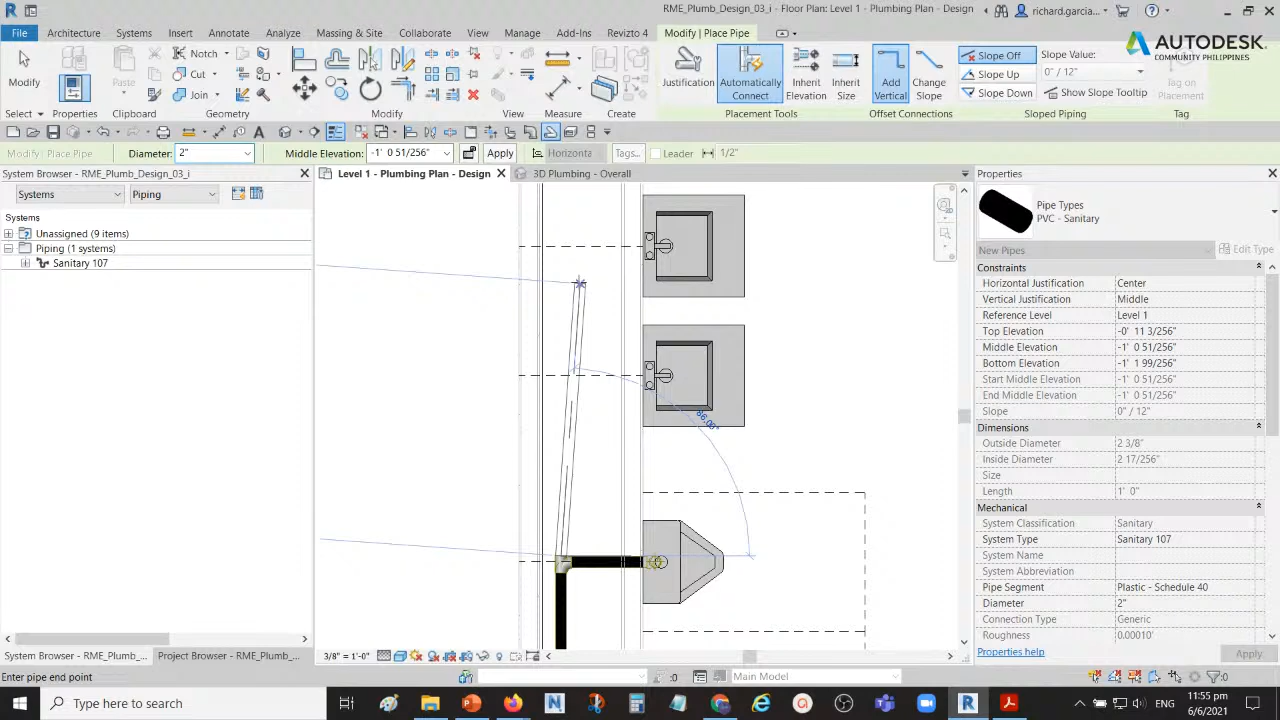 RME_Plumb_Design_03_i - Floor Plan: Level 1 - Plumbing Plan - Design
richard.garcia...
File Architecture Systems Insert Annotate Analyze Massing & Site Collaborate View Manage Add-Ins Revizto 4 Modify | Place Pipe
AUTODESK
COMMUNITY PHILIPPINES
Modify
Select
Properties
Paste
Clipboard
Notch
Cut
Join
Geometry
Modify
View
Measure
Create
Justification
Automatically Connect
Inherit Elevation
Inherit Size
Placement Tools
Add Vertical
Change Slope
Offset Connections
Slope Off
Slope Up
Slope Down
Slope Value:
0" / 12"
Show Slope Tooltip
Sloped Piping
Tag on Placement
Tag
Modify | Place Pipe
Diameter: 2"
Middle Elevation: -1' 0 51/256"
Apply
Horizonta
Tags...
Leader
1/2"
System Browser - RME_Plumb_Design_03_i
Systems
Piping
Systems
Unassigned (9 items)
Piping (1 systems)
Sanitary 107
System Browser - RME_Plumb_...
Project Browser - RME_Plumb_...
Level 1 - Plumbing Plan - Design
3D Plumbing - Overall
86.00°
3/8" = 1'-0"
Properties
Pipe Types
PVC - Sanitary
New Pipes
Edit Type
Constraints
Horizontal Justification Center
Vertical Justification Middle
Reference Level Level 1
Top Elevation -0' 11 3/256"
Middle Elevation -1' 0 51/256"
Bottom Elevation -1' 1 99/256"
Start Middle Elevation -1' 0 51/256"
End Middle Elevation -1' 0 51/256"
Slope 0" / 12"
Dimensions
Outside Diameter 2 3/8"
Inside Diameter 2 17/256"
Size
Length 1' 0"
Mechanical
System Classification Sanitary
System Type Sanitary 107
System Name
System Abbreviation
Pipe Segment Plastic - Schedule 40
Diameter 2"
Connection Type Generic
Roughness 0.00010'
Properties help
Apply
Enter pipe end point
:0
Main Model
:0
Type here to search
ENG
11:55 pm
6/6/2021